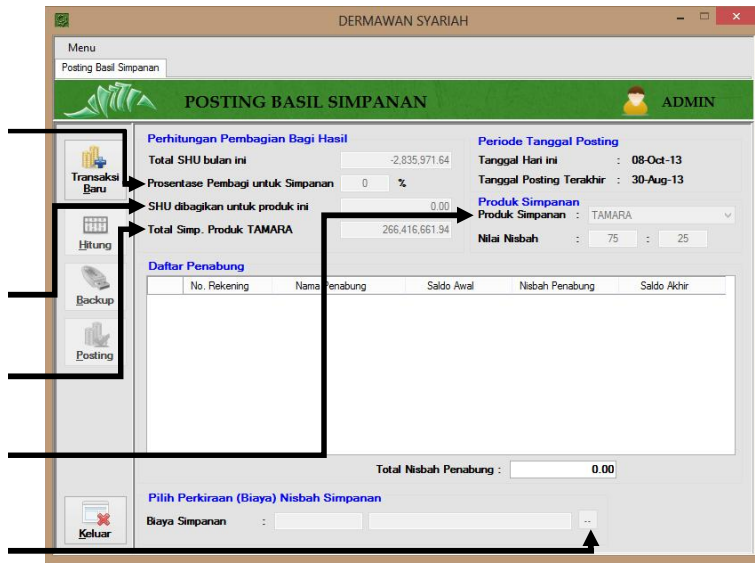 DERMAWAN SYARIAH
Menu
Posting Basil Simpanan
POSTING BASIL SIMPANAN
ADMIN
Transaksi Baru
Hitung
Backup
Posting
Keluar
Perhitungan Pembagian Bagi Hasil
Total SHU bulan ini -2,835,971.64
Prosentase Pembagi untuk Simpanan 0 %
SHU dibagikan untuk produk ini 0.00
Total Simp. Produk TAMARA 266,416,661.94
Periode Tanggal Posting
Tanggal Hari ini : 08-Oct-13
Tanggal Posting Terakhir : 30-Aug-13
Produk Simpanan
Produk Simpanan : TAMARA
Nilai Nisbah : 75 : 25
Daftar Penabung
No. Rekening Nama Penabung Saldo Awal Nisbah Penabung Saldo Akhir
Total Nisbah Penabung : 0.00
Pilih Perkiraan (Biaya) Nisbah Simpanan
Biaya Simpanan : ..